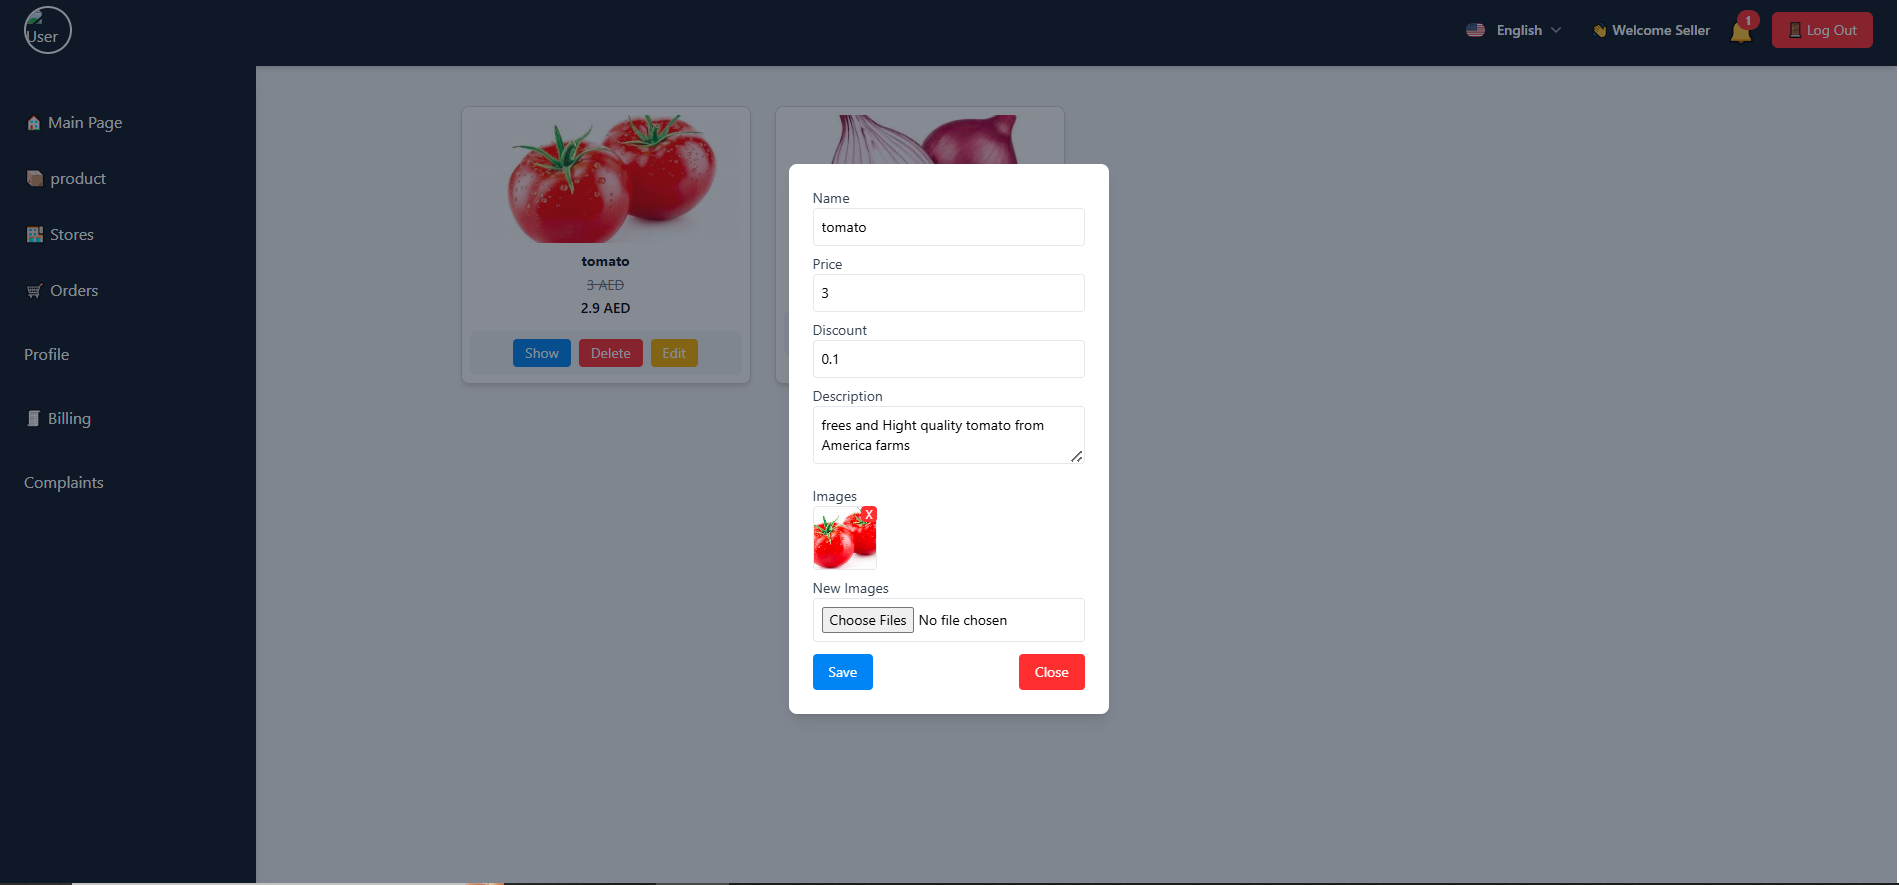 User
English
Welcome Seller
1
Log Out
Main Page
product
Stores
Orders
Profile
Billing
Complaints
tomato
3 AED
2.9 AED
Show
Delete
Edit
Name
tomato
Price
3
Discount
0.1
Description
frees and Hight quality tomato from
America farms
Images
X
New Images
Choose Files No file chosen
Save
Close